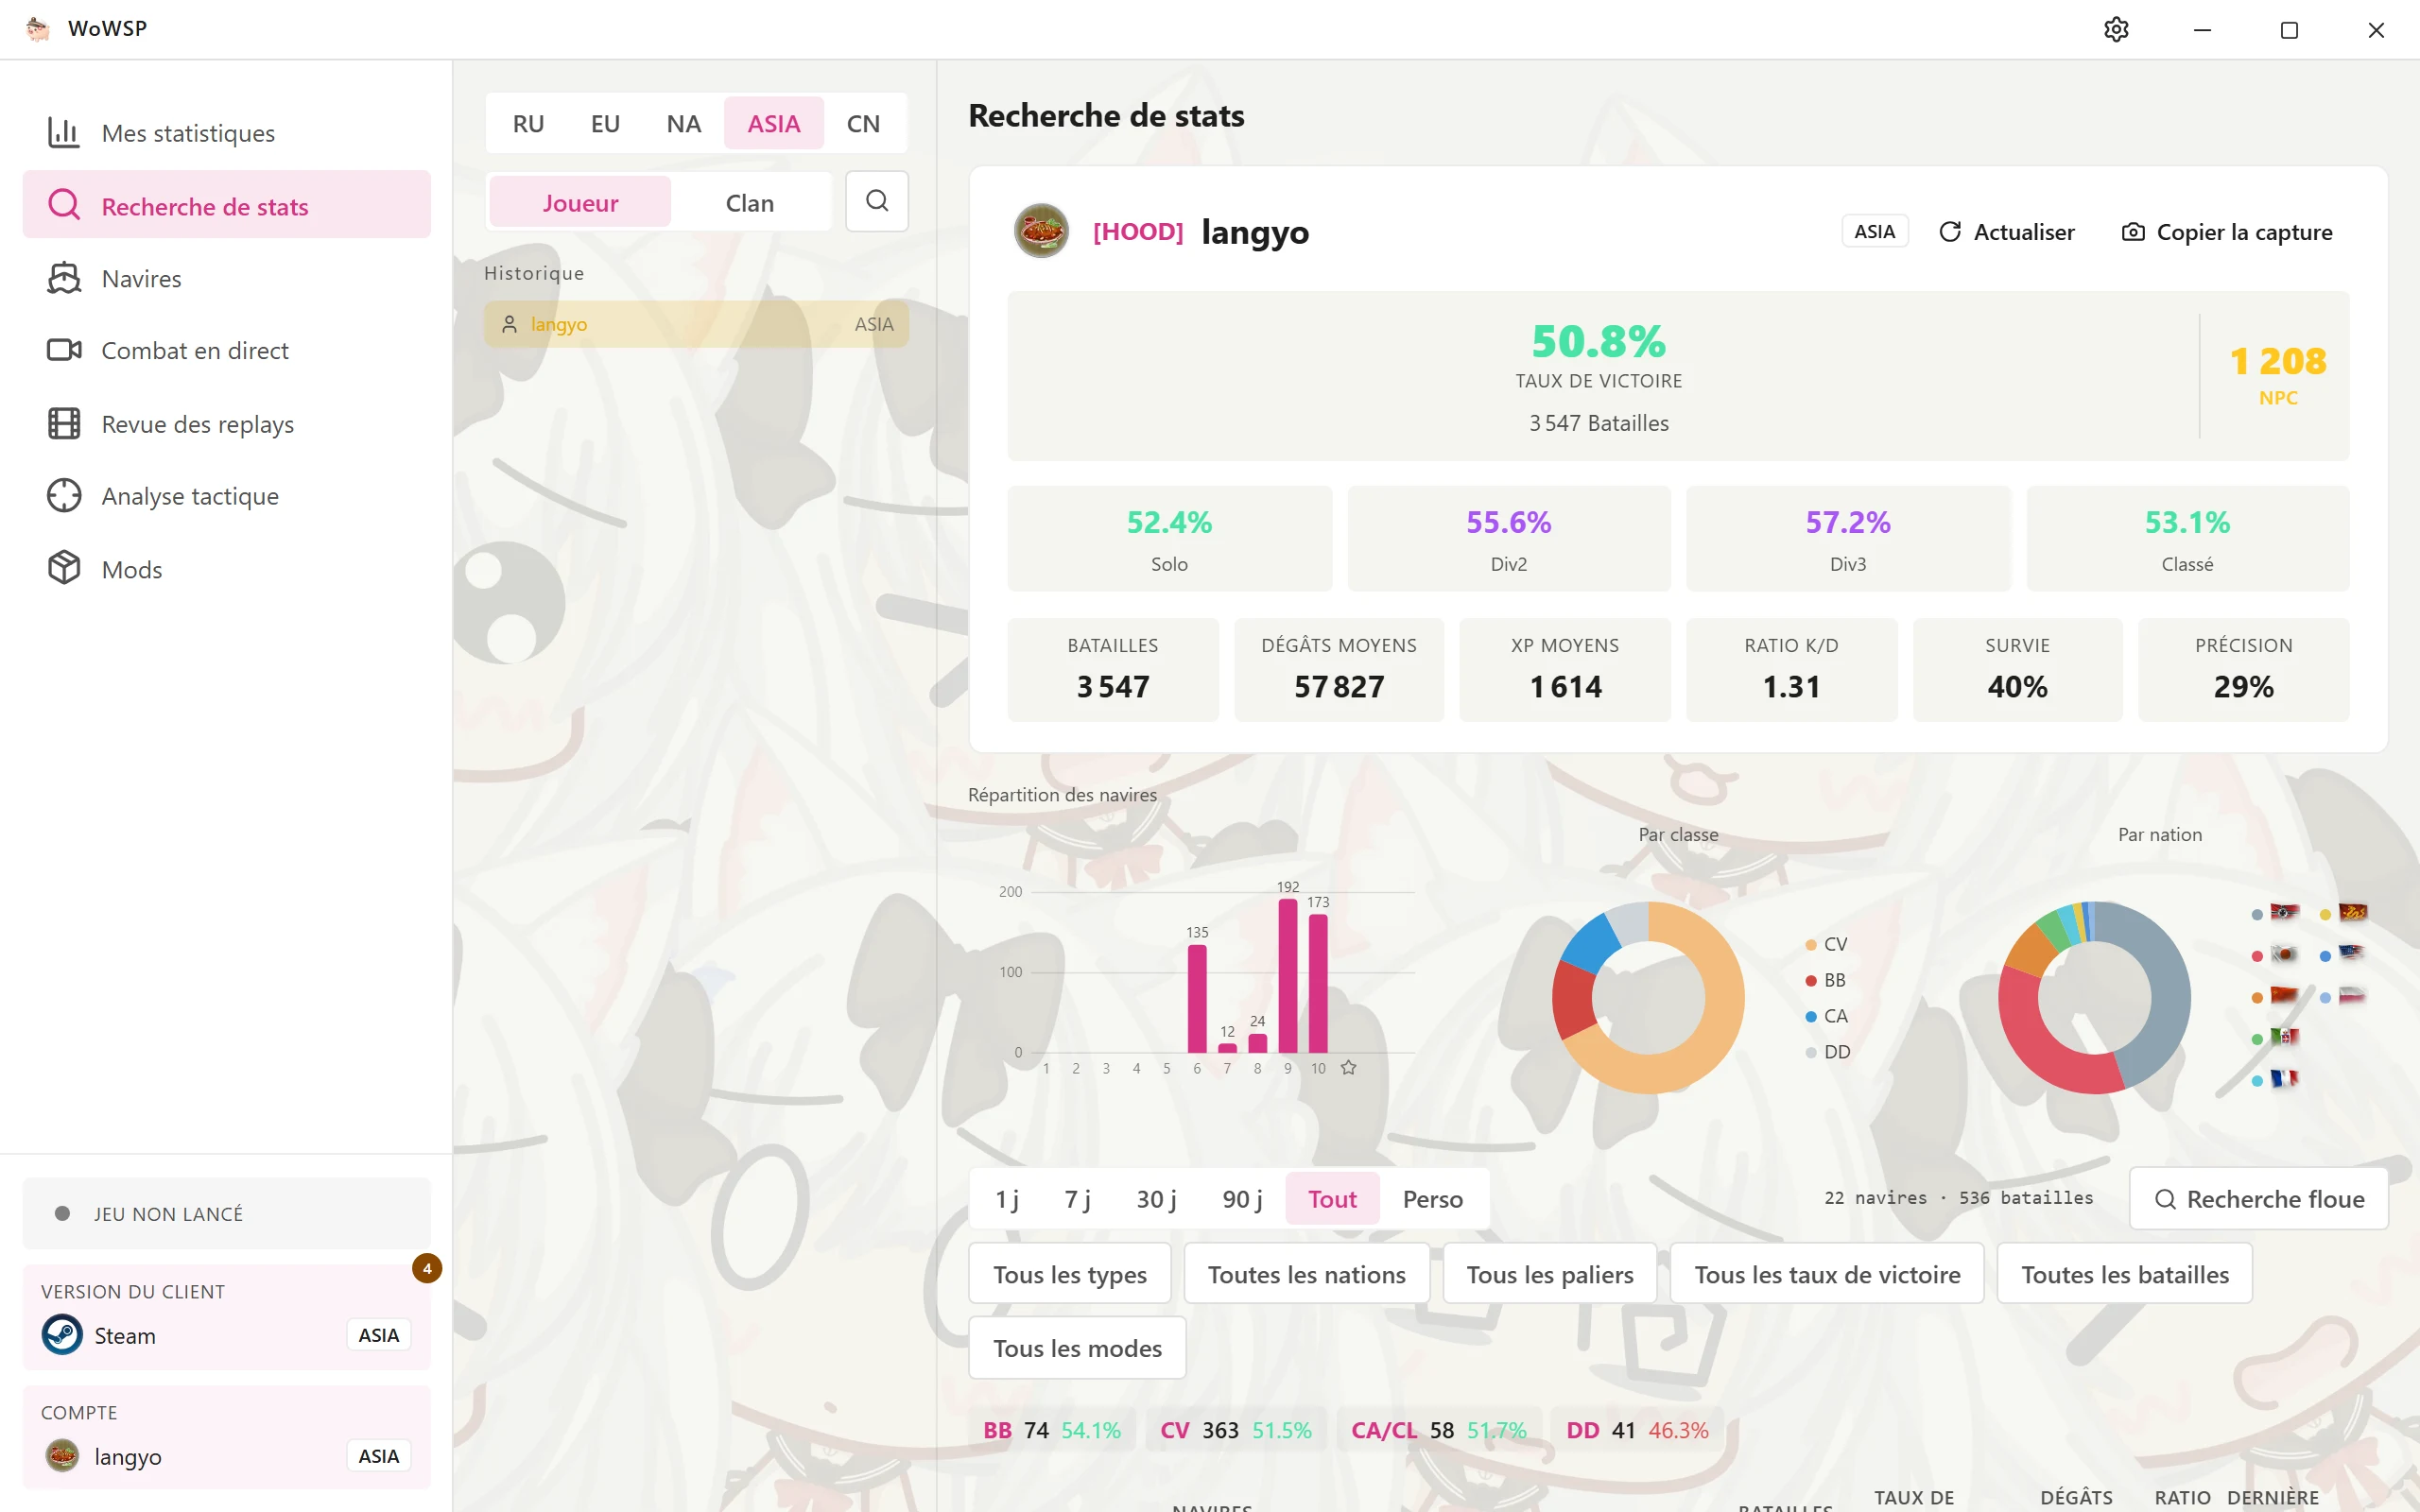 WoWSP
Mes statistiques
Recherche de stats
Navires
Combat en direct
Revue des replays
Analyse tactique
Mods
JEU NON LANCÉ
4
VERSION DU CLIENT
Steam ASIA
COMPTE
langyo ASIA
RU EU NA ASIA CN
Joueur Clan
Historique
langyo ASIA
Recherche de stats
[HOOD] langyo ASIA Actualiser Copier la capture
50.8%
TAUX DE VICTOIRE
3 547 Batailles
1 208
NPC
52.4% 55.6% 57.2% 53.1%
Solo Div2 Div3 Classé
BATAILLES DÉGÂTS MOYENS XP MOYENS RATIO K/D SURVIE PRÉCISION
3 547 57 827 1 614 1.31 40% 29%
Répartition des navires
200
100
0
135 12 24 192 173
1 2 3 4 5 6 7 8 9 10
Par classe
CV
BB
CA
DD
Par nation
1 j 7 j 30 j 90 j Tout Perso
22 navires · 536 batailles
Recherche floue
Tous les types Toutes les nations Tous les paliers Tous les taux de victoire Toutes les batailles
Tous les modes
BB 74 54.1% CV 363 51.5% CA/CL 58 51.7% DD 41 46.3%
NAVIRES BATAILLES TAUX DE DÉGÂTS RATIO DERNIÈRE